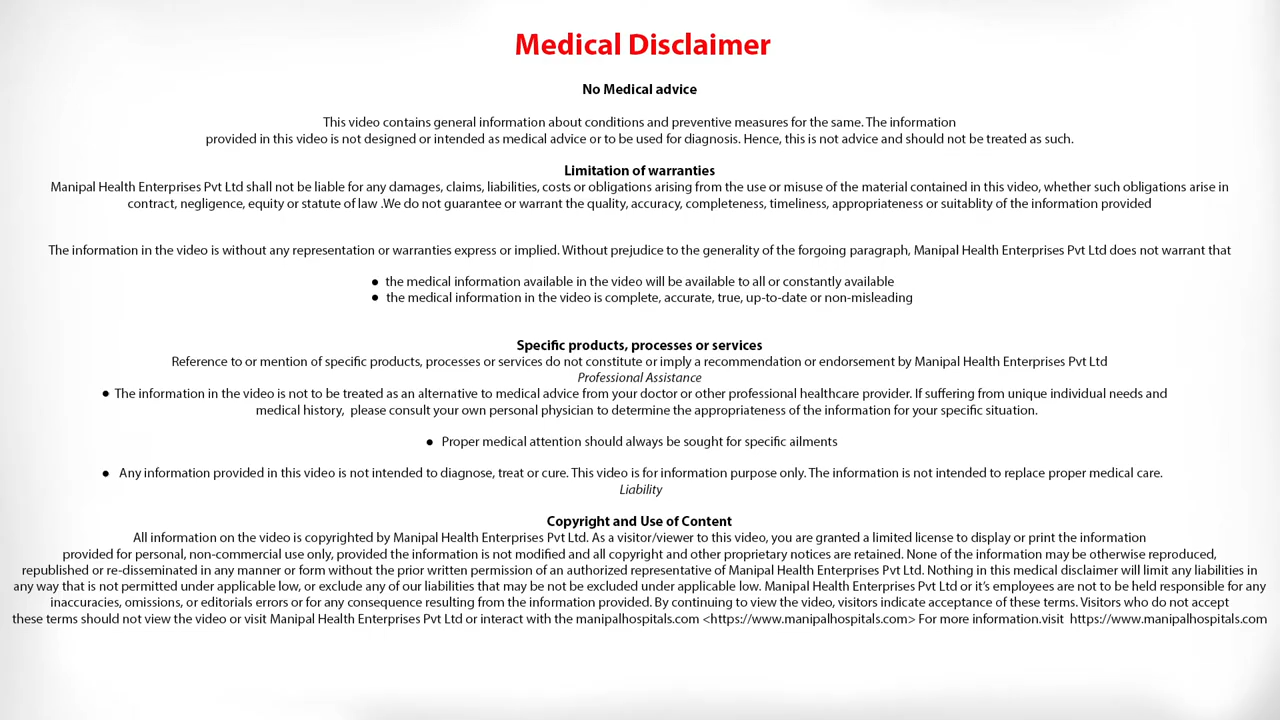 Medical Disclaimer
No Medical advice
This video contains general information about conditions and preventive measures for the same. The information
provided in this video is not designed or intended as medical advice or to be used for diagnosis. Hence, this is not advice and should not be treated as such.
Limitation of warranties
Manipal Health Enterprises Pvt Ltd shall not be liable for any damages, claims, liabilities, costs or obligations arising from the use or misuse of the material contained in this video, whether such obligations arise in
contract, negligence, equity or statute of law .We do not guarantee or warrant the quality, accuracy, completeness, timeliness, appropriateness or suitablity of the information provided
The information in the video is without any representation or warranties express or implied. Without prejudice to the generality of the forgoing paragraph, Manipal Health Enterprises Pvt Ltd does not warrant that
● the medical information available in the video will be available to all or constantly available
● the medical information in the video is complete, accurate, true, up-to-date or non-misleading
Specific products, processes or services
Reference to or mention of specific products, processes or services do not constitute or imply a recommendation or endorsement by Manipal Health Enterprises Pvt Ltd
Professional Assistance
● The information in the video is not to be treated as an alternative to medical advice from your doctor or other professional healthcare provider. If suffering from unique individual needs and
medical history, please consult your own personal physician to determine the appropriateness of the information for your specific situation.
● Proper medical attention should always be sought for specific ailments
● Any information provided in this video is not intended to diagnose, treat or cure. This video is for information purpose only. The information is not intended to replace proper medical care.
Liability
Copyright and Use of Content
All information on the video is copyrighted by Manipal Health Enterprises Pvt Ltd. As a visitor/viewer to this video, you are granted a limited license to display or print the information
provided for personal, non-commercial use only, provided the information is not modified and all copyright and other proprietary notices are retained. None of the information may be otherwise reproduced,
republished or re-disseminated in any manner or form without the prior written permission of an authorized representative of Manipal Health Enterprises Pvt Ltd. Nothing in this medical disclaimer will limit any liabilities in
any way that is not permitted under applicable low, or exclude any of our liabilities that may be not be excluded under applicable low. Manipal Health Enterprises Pvt Ltd or it's employees are not to be held responsible for any
inaccuracies, omissions, or editorials errors or for any consequence resulting from the information provided. By continuing to view the video, visitors indicate acceptance of these terms. Visitors who do not accept
these terms should not view the video or visit Manipal Health Enterprises Pvt Ltd or interact with the manipalhospitals.com <https://www.manipalhospitals.com> For more information.visit https://www.manipalhospitals.com